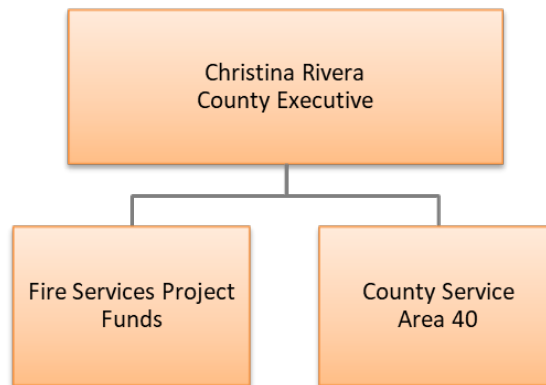 Christina Rivera
County Executive
Fire Services Project
Funds
County Service
Area 40